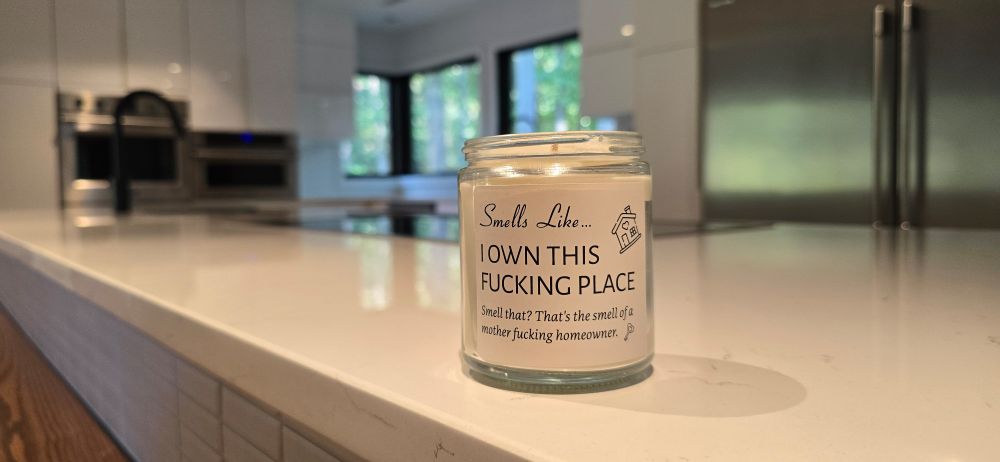 Smells Like...
I OWN THIS
FUCKING PLACE
Smell that? That's the smell of a
mother fucking homeowner.